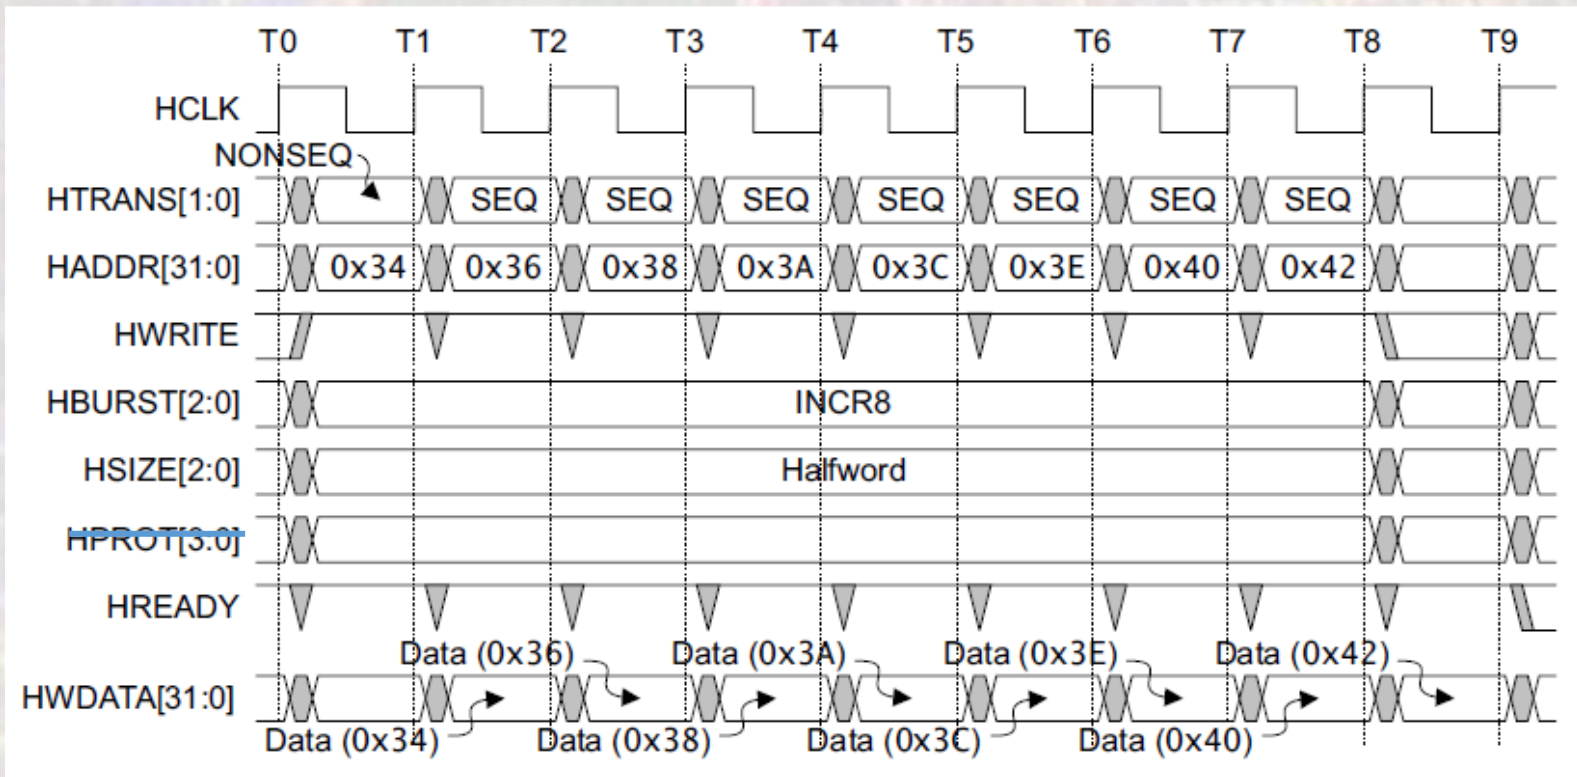 T0 T1 T2 T3 T4 T5 T6 T7 T8 T9
HCLK
NONSEQ
HTRANS[1:0] SEQ SEQ SEQ SEQ SEQ SEQ SEQ
HADDR[31:0] 0x34 0x36 0x38 0x3A 0x3C 0x3E 0x40 0x42
HWRITE
HBURST[2:0] INCR8
HSIZE[2:0] Halfword
HPROT[3:0]
HREADY
Data (0x36) Data (0x3A) Data (0x3E) Data (0x42)
HWDATA[31:0]
Data (0x34) Data (0x38) Data (0x3C) Data (0x40)